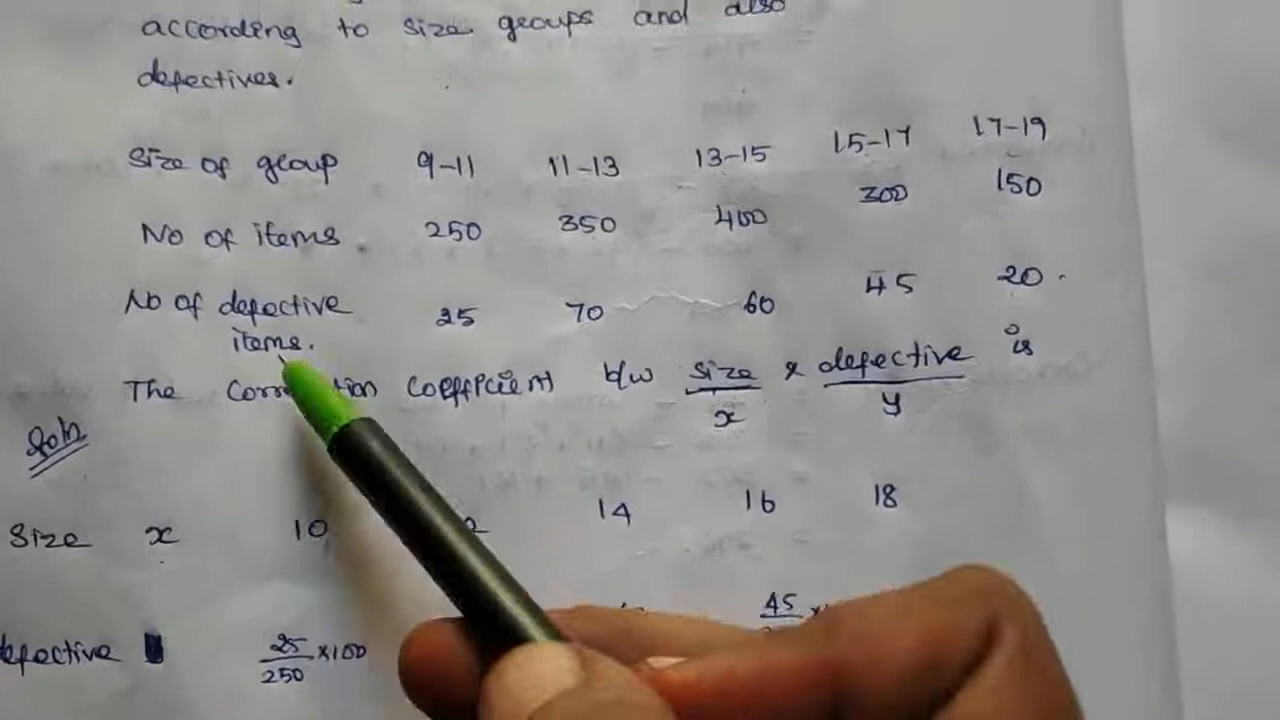 according to size groups and also
defectives.
Size of group 9-11 11-13 13-15 15-17 17-19
No of items 250 350 400 300 150
No of defective items. 25 70 60 45 20
The coefficient b/w size & defective is
x y
Soln
Size x 10 14 16 18
25/250 ×100 45